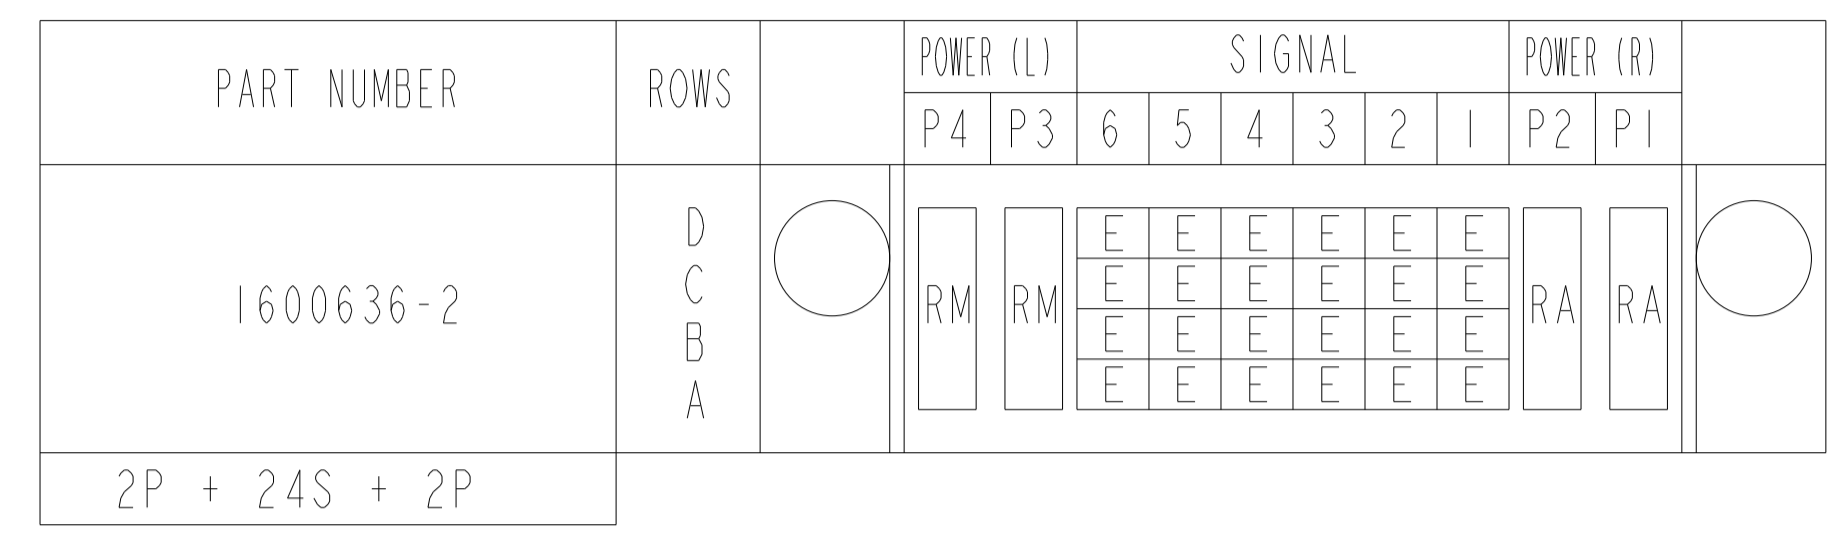 PART NUMBER ROWS POWER (L) SIGNAL POWER (R)
P4 P3 6 5 4 3 2 1 P2 P1
D E E E E E E
C E E E E E E
1600636-2 RM RM RA RA
B E E E E E E
A E E E E E E
2P + 24S + 2P